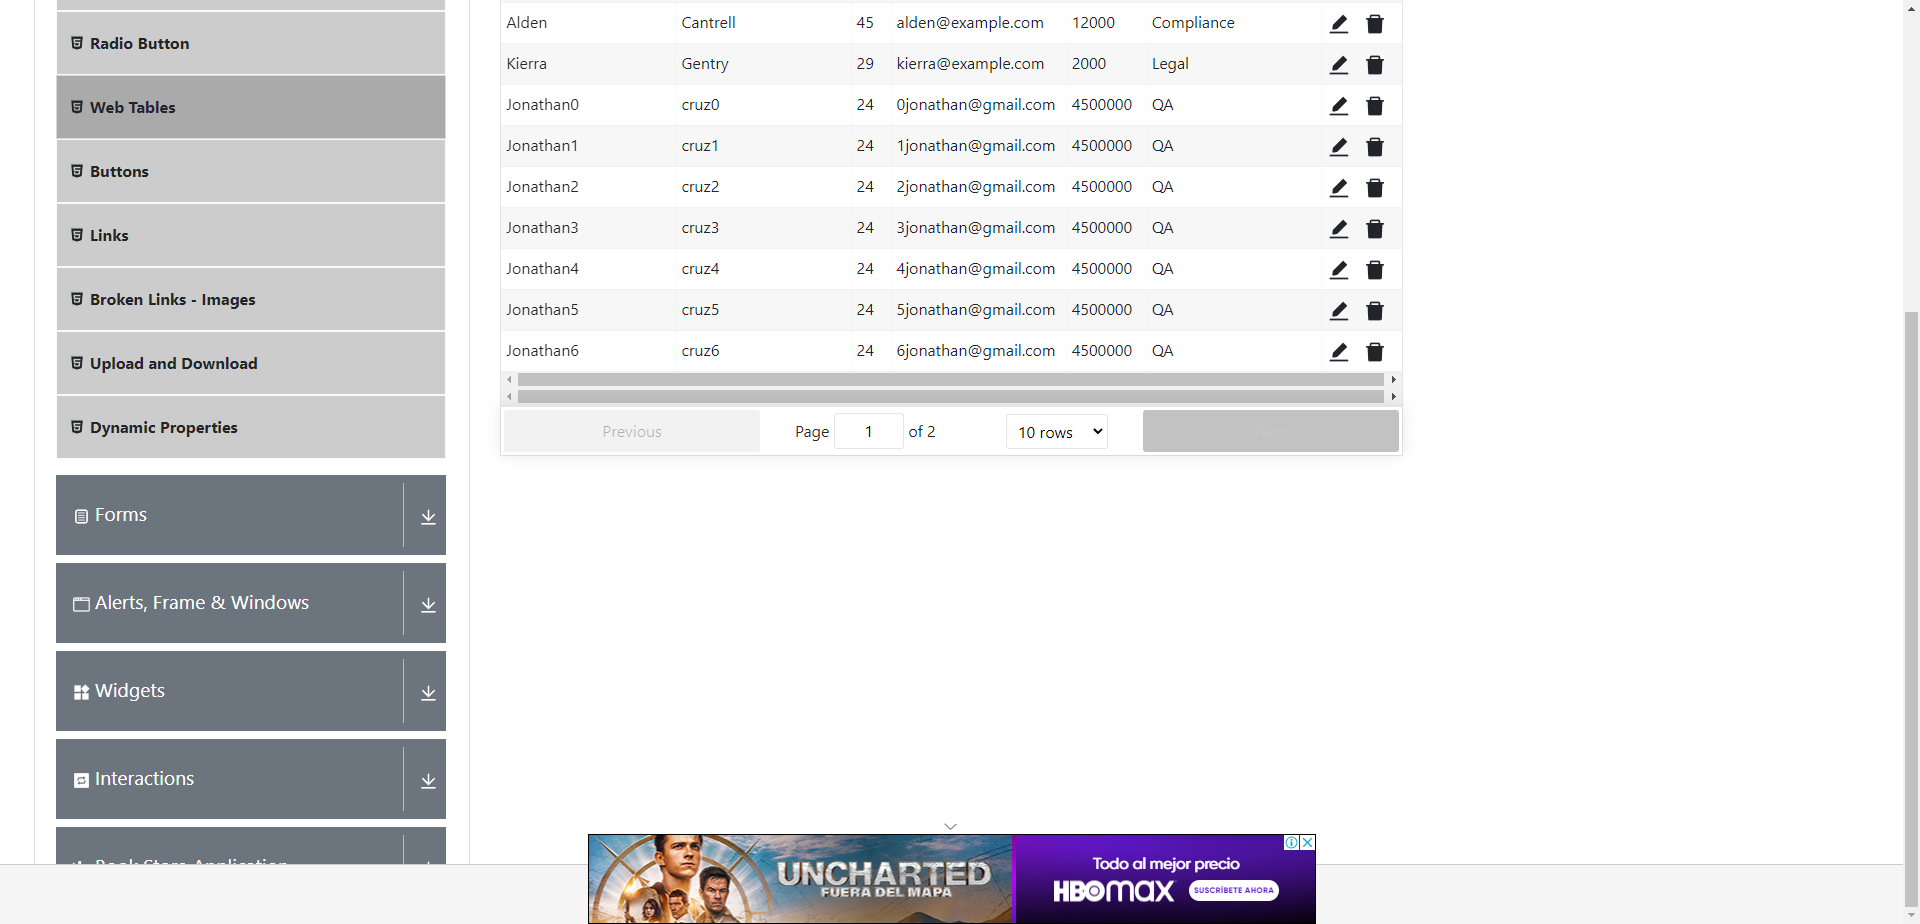 Radio Button
Web Tables
Buttons
Links
Broken Links - Images
Upload and Download
Dynamic Properties
Forms
Alerts, Frame & Windows
Widgets
Interactions
Book Store Application
Alden Cantrell 45 alden@example.com 12000 Compliance
Kierra Gentry 29 kierra@example.com 2000 Legal
Jonathan0 cruz0 24 0jonathan@gmail.com 4500000 QA
Jonathan1 cruz1 24 1jonathan@gmail.com 4500000 QA
Jonathan2 cruz2 24 2jonathan@gmail.com 4500000 QA
Jonathan3 cruz3 24 3jonathan@gmail.com 4500000 QA
Jonathan4 cruz4 24 4jonathan@gmail.com 4500000 QA
Jonathan5 cruz5 24 5jonathan@gmail.com 4500000 QA
Jonathan6 cruz6 24 6jonathan@gmail.com 4500000 QA
Previous Page 1 of 2 10 rows Next
UNCHARTED
FUERA DEL MAPA
Todo al mejor precio
HBOMAX SUSCRÍBETE AHORA